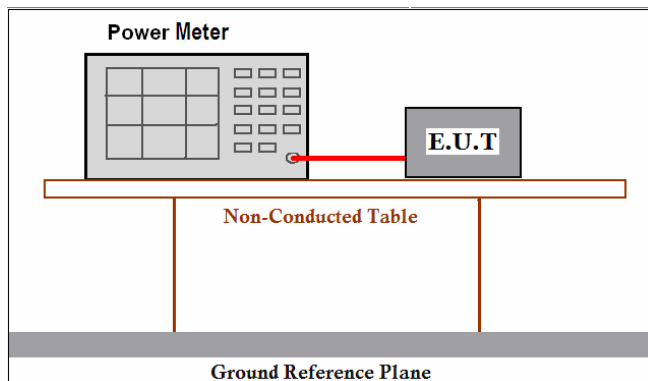 Power Meter
E.U.T
Non-Conducted Table
Ground Reference Plane